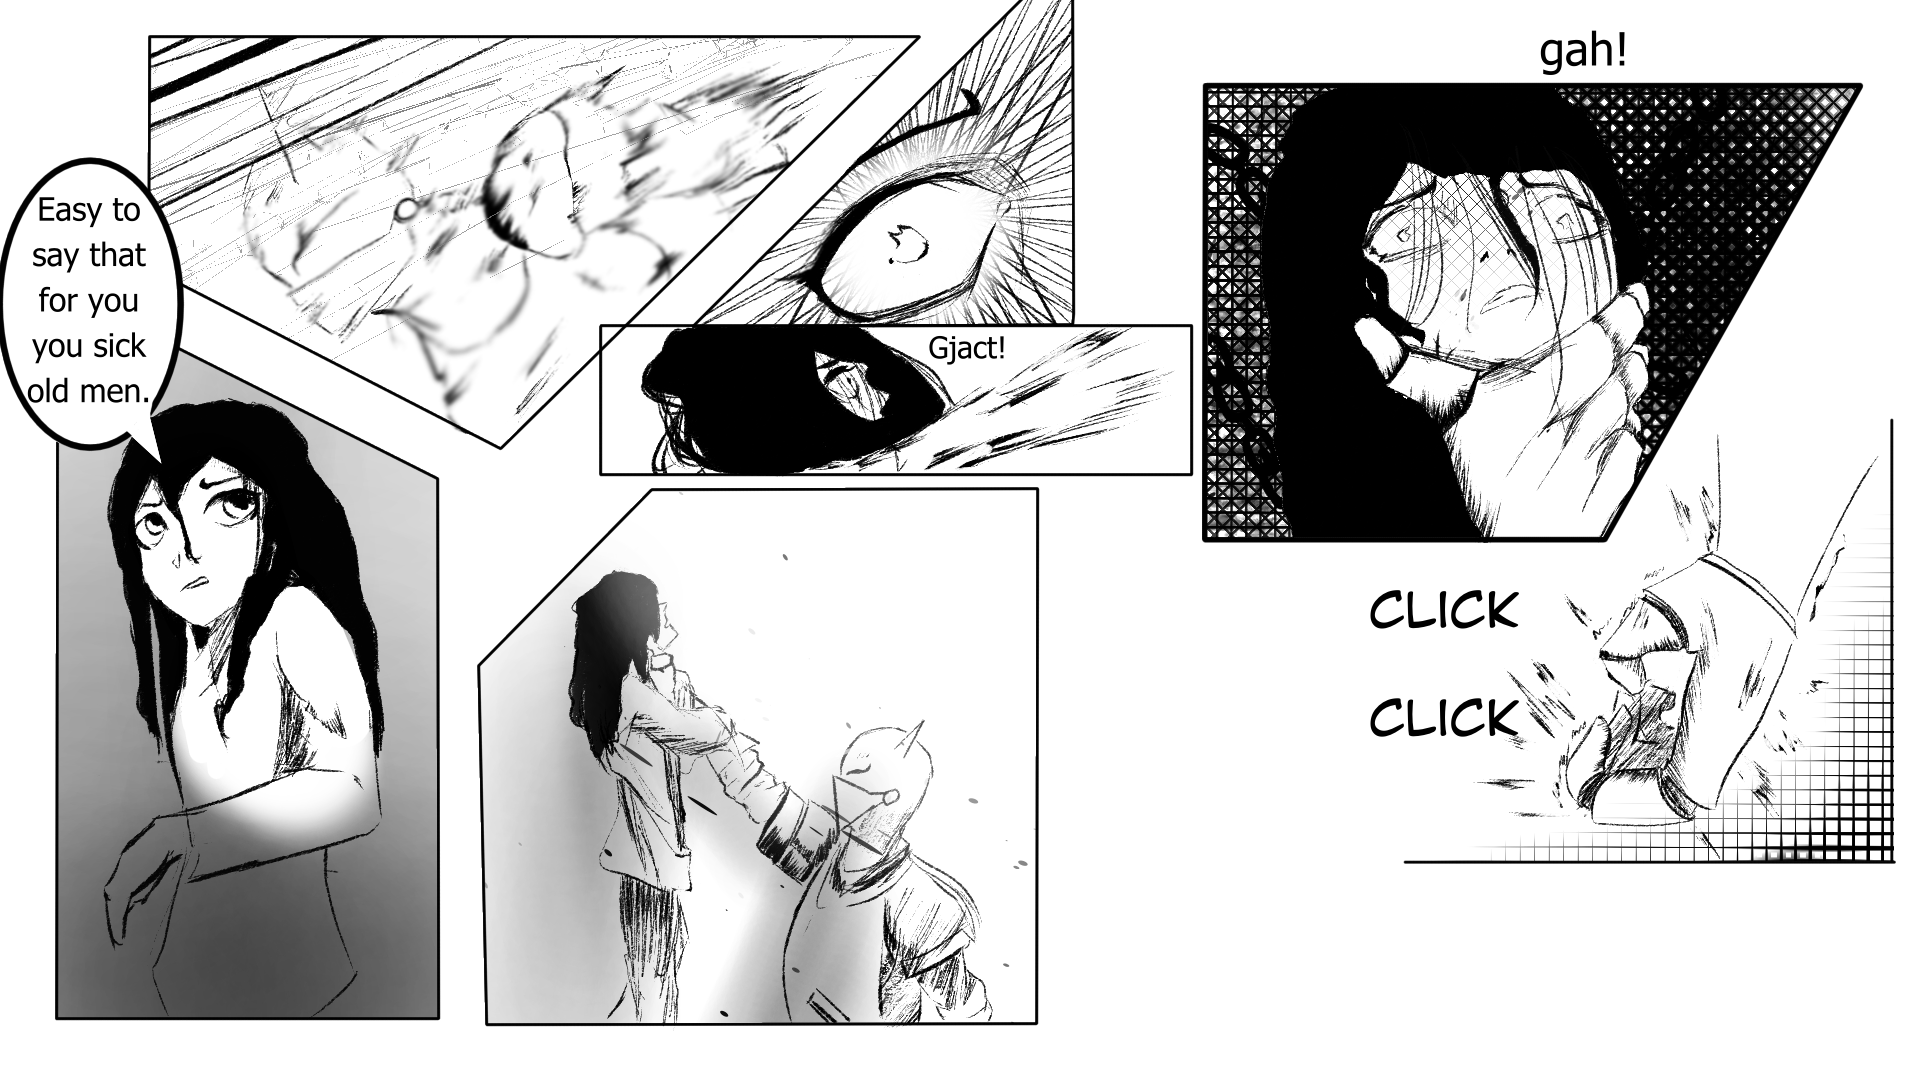 Easy to
say that
for you
you sick
old men.
Gjact!
gah!
CLICK
CLICK